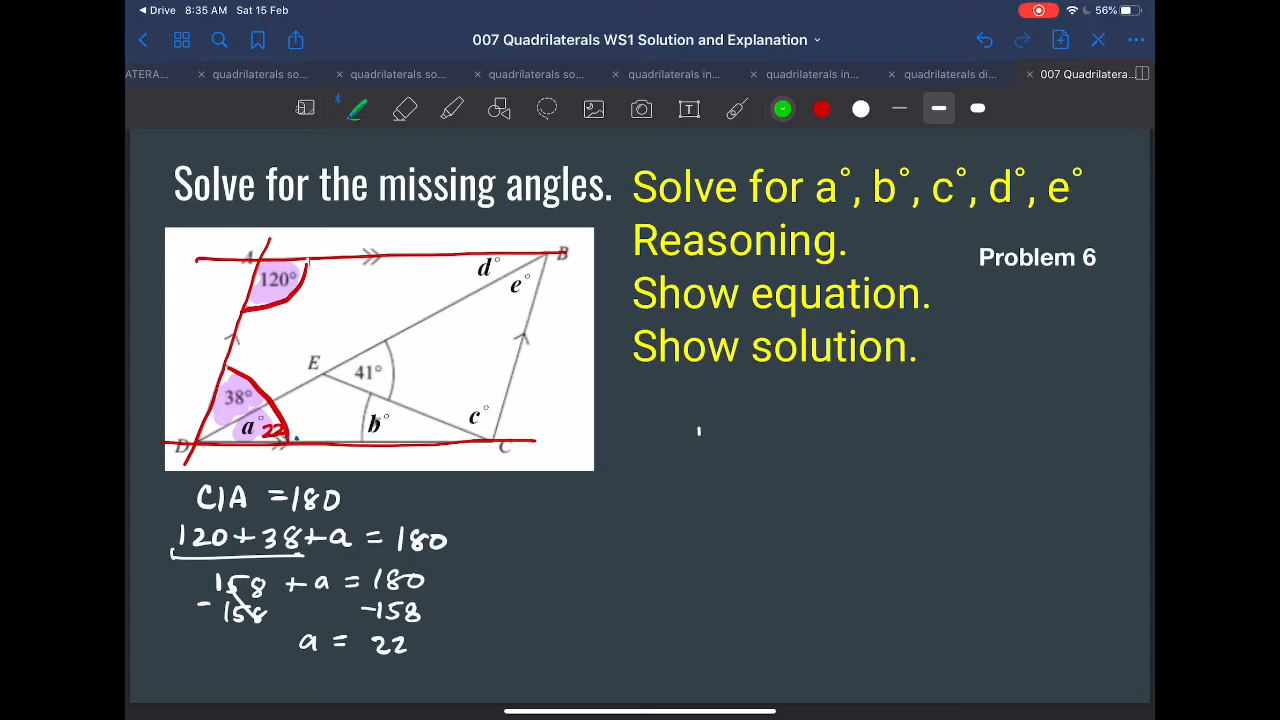 Drive 8:35 AM Sat 15 Feb 56%
007 Quadrilaterals WS1 Solution and Explanation
ATERA... × quadrilaterals so... × quadrilaterals so... × quadrilaterals so... × quadrilaterals in... × quadrilaterals in... × quadrilaterals di... × 007 Quadrilatera...
T
Solve for the missing angles.
Solve for a°, b°, c°, d°, e°
Reasoning.
Problem 6
Show equation.
Show solution.
A B
120° d° e°
E 41°
38° a° 22 b° c°
D C
CIA = 180
120 + 38 + a = 180
158 + a = 180
- 158 - 158
a = 22